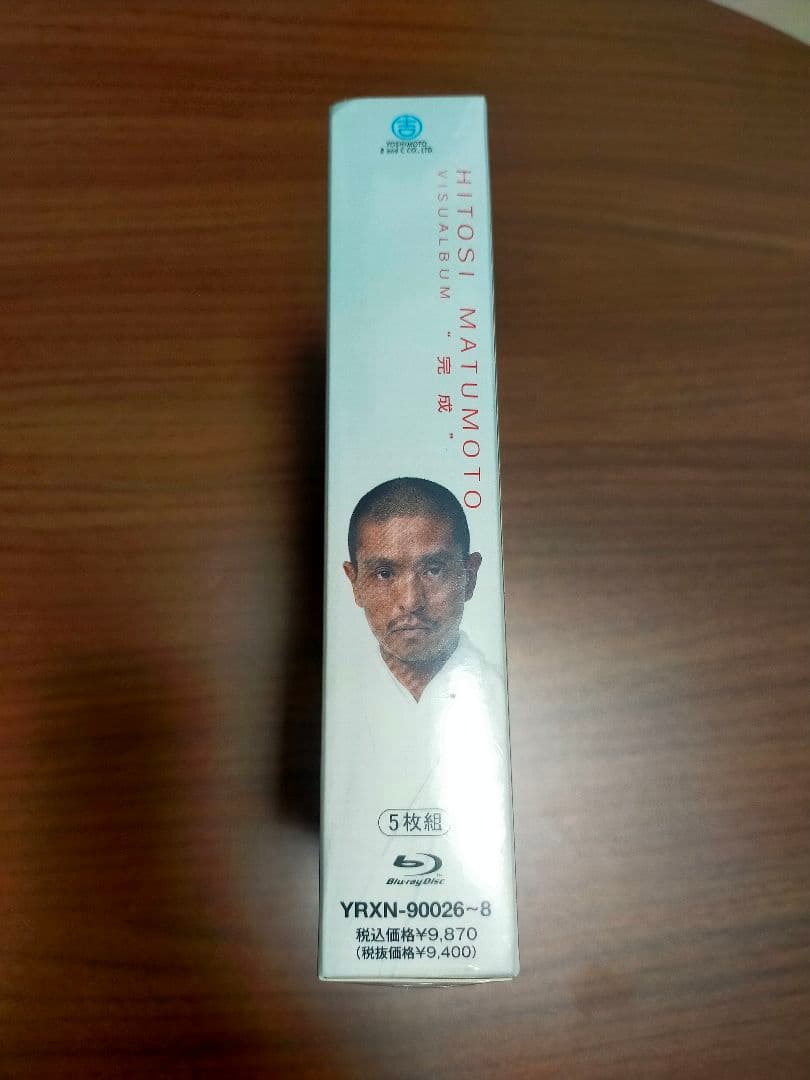 吉
YOSHIMOTO
R and C CO., LTD.
HITOSI MATUMOTO
VISUALBUM “完成”
5枚組
Blu-ray Disc
YRXN-90026~8
税込価格¥9,870
(税抜価格¥9,400)